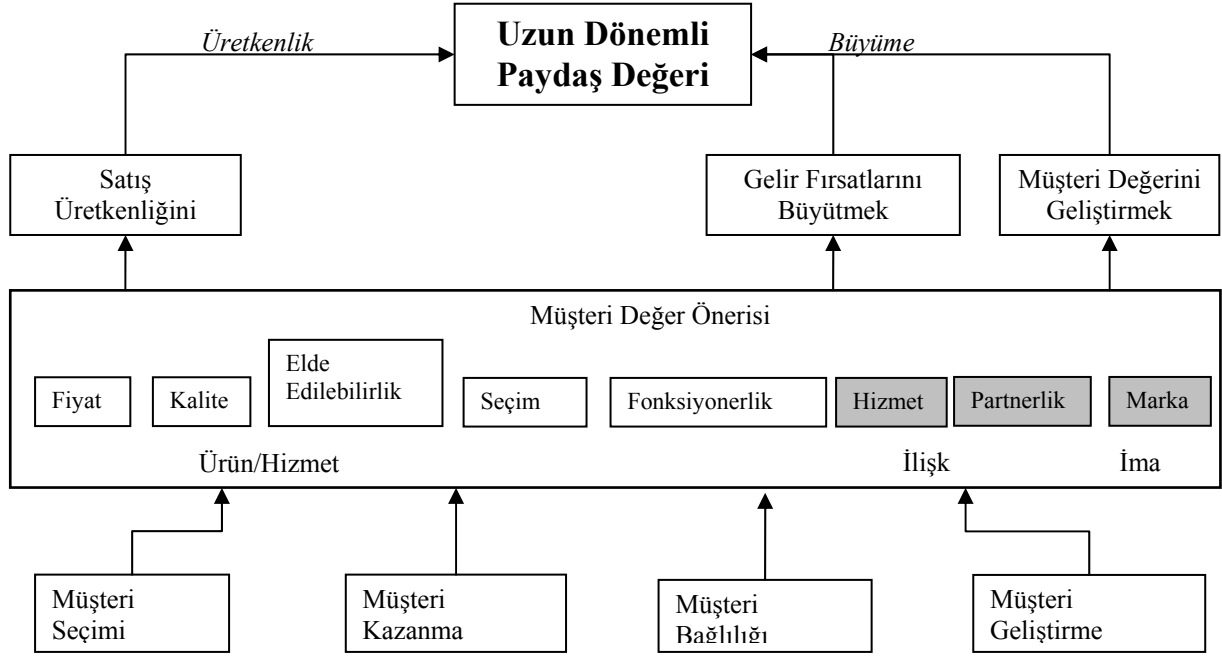 Üretkenlik
Uzun Dönemli
Paydaş Değeri
Büyüme
Satış
Üretkenliğini
Gelir Fırsatlarını
Büyütmek
Müşteri Değerini
Geliştirmek
Müşteri Değer Önerisi
Fiyat
Kalite
Elde
Edilebilirlik
Seçim
Fonksiyonerlik
Hizmet
Partnerlik
Marka
Ürün/Hizmet
İlişk
İma
Müşteri
Seçimi
Müşteri
Kazanma
Müşteri
Bağlılığı
Müşteri
Geliştirme